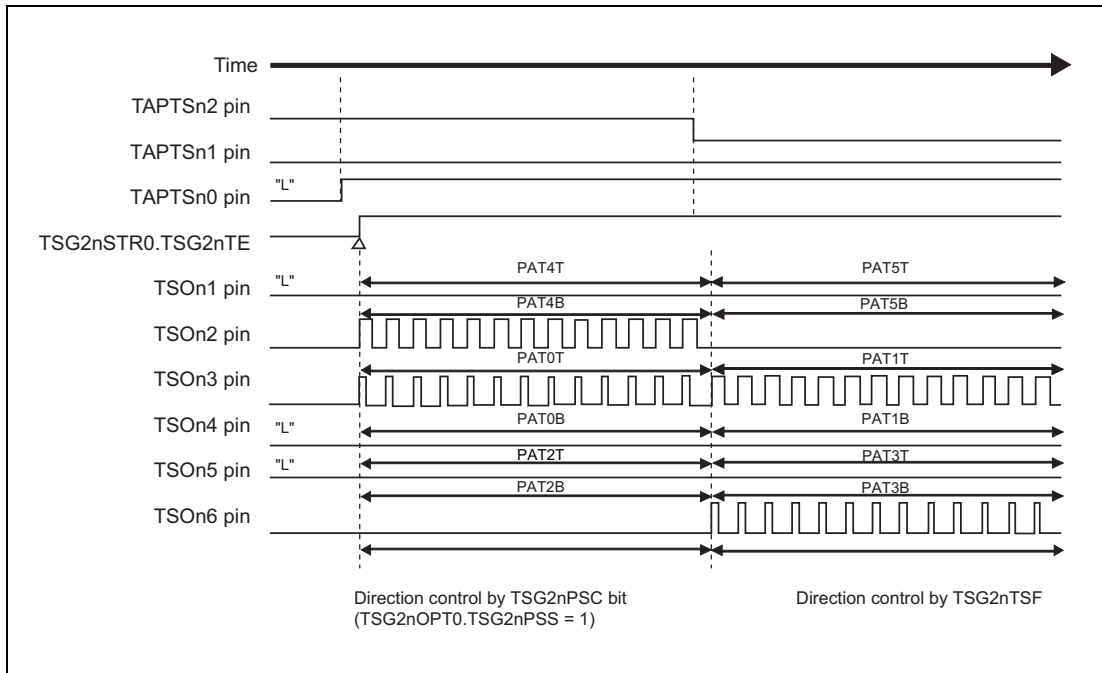 Time
TAPTSn2 pin
TAPTSn1 pin
TAPTSn0 pin "L"
TSG2nSTR0.TSG2nTE
PAT4T PAT5T
TSOn1 pin "L"
PAT4B PAT5B
TSOn2 pin
PAT0T PAT1T
TSOn3 pin
PAT0B PAT1B
TSOn4 pin "L"
PAT2T PAT3T
TSOn5 pin "L"
PAT2B PAT3B
TSOn6 pin
Direction control by TSG2nPSC bit
(TSG2nOPT0.TSG2nPSS = 1)
Direction control by TSG2nTSF